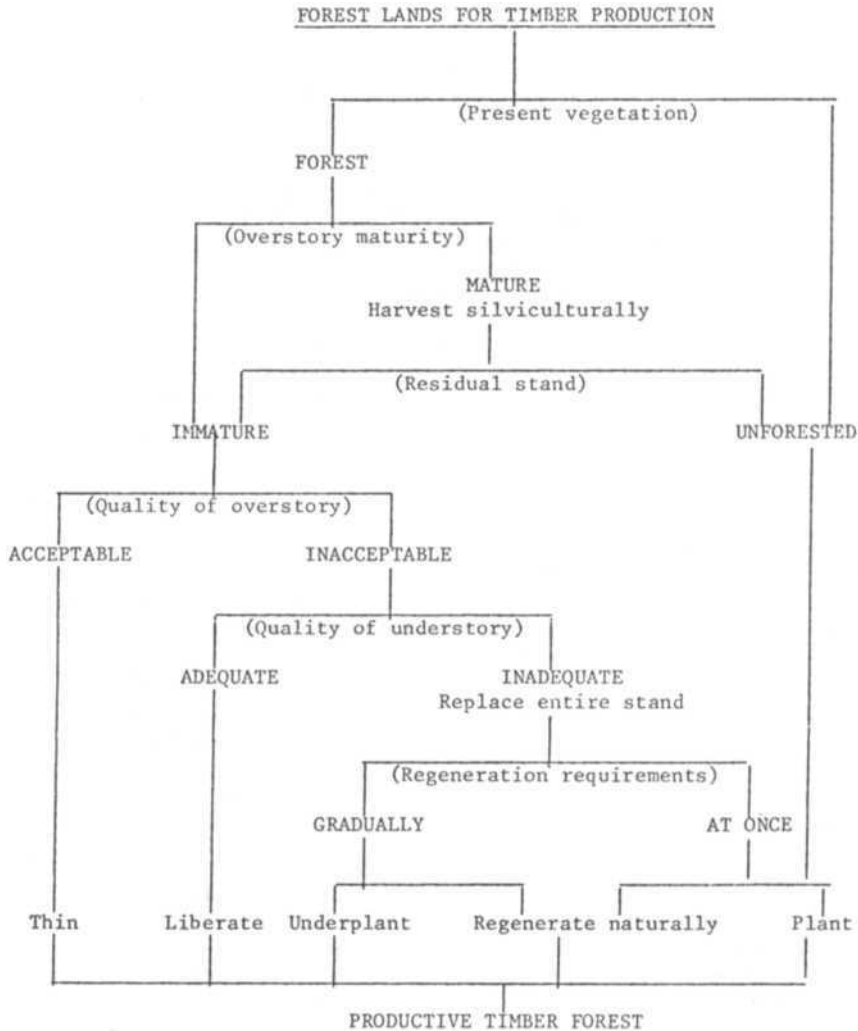 FOREST LANDS FOR TIMBER PRODUCTION
(Present vegetation)
FOREST
(Overstory maturity)
MATURE
Harvest silviculturally
(Residual stand)
IMMATURE
UNFORESTED
(Quality of overstory)
ACCEPTABLE
INACCEPTABLE
(Quality of understory)
ADEQUATE
INADEQUATE
Replace entire stand
(Regeneration requirements)
GRADUALLY
AT ONCE
Thin
Liberate
Underplant
Regenerate naturally
Plant
PRODUCTIVE TIMBER FOREST